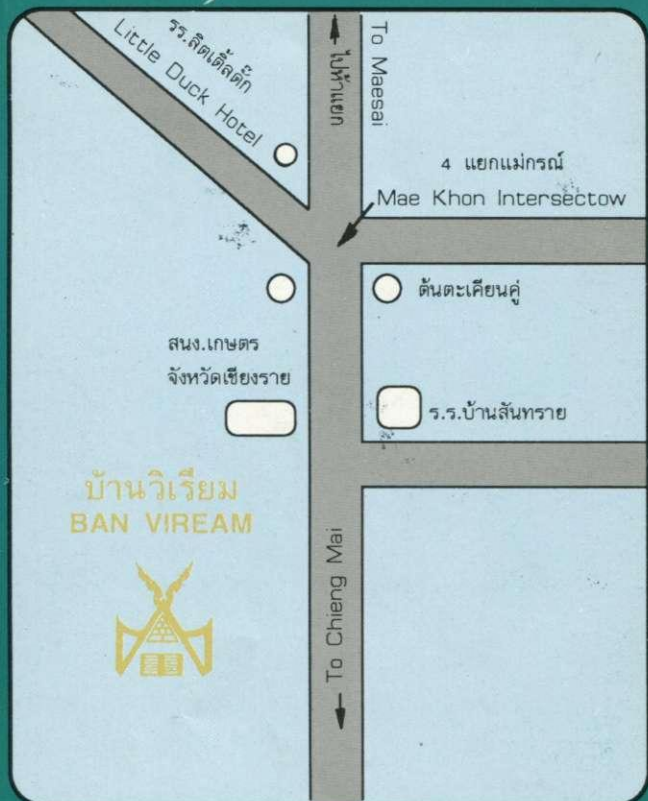 รร.ลิตเติ้ลดั๊ก
Little Duck Hotel
ไปห้าแยก
To Maesai
4 แยกแม่กรณ์
Mae Khon Intersectow
ต้นตะเคียนคู่
สนง.เกษตร
จังหวัดเชียงราย
ร.ร.บ้านสันทราย
บ้านวิเรียม
BAN VIREAM
To Chieng Mai